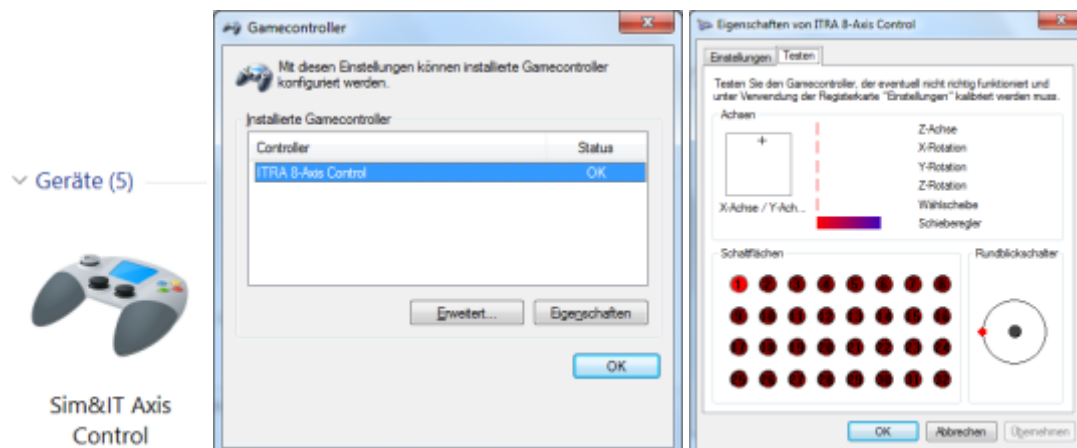 Geräte (5)
Sim&IT Axis
Control
Gamecontroller
Mit diesen Einstellungen können installierte Gamecontroller
konfiguriert werden.
Installierte Gamecontroller
Controller Status
ITRA 8-Axis Control OK
Erweitert... Eigenschaften
OK
Eigenschaften von ITRA 8-Axis Control
Einstellungen Testen
Testen Sie den Gamecontroller, der eventuell nicht richtig funktioniert und
unter Verwendung der Registerkarte "Einstellungen" kalibriert werden muss.
Achsen
Z-Achse
X-Rotation
Y-Rotation
Z-Rotation
Wählscheibe
X-Achse / Y-Ach...
Schieberegler
Schaltflächen Rundblickschalter
1
OK Abbrechen Übernehmen